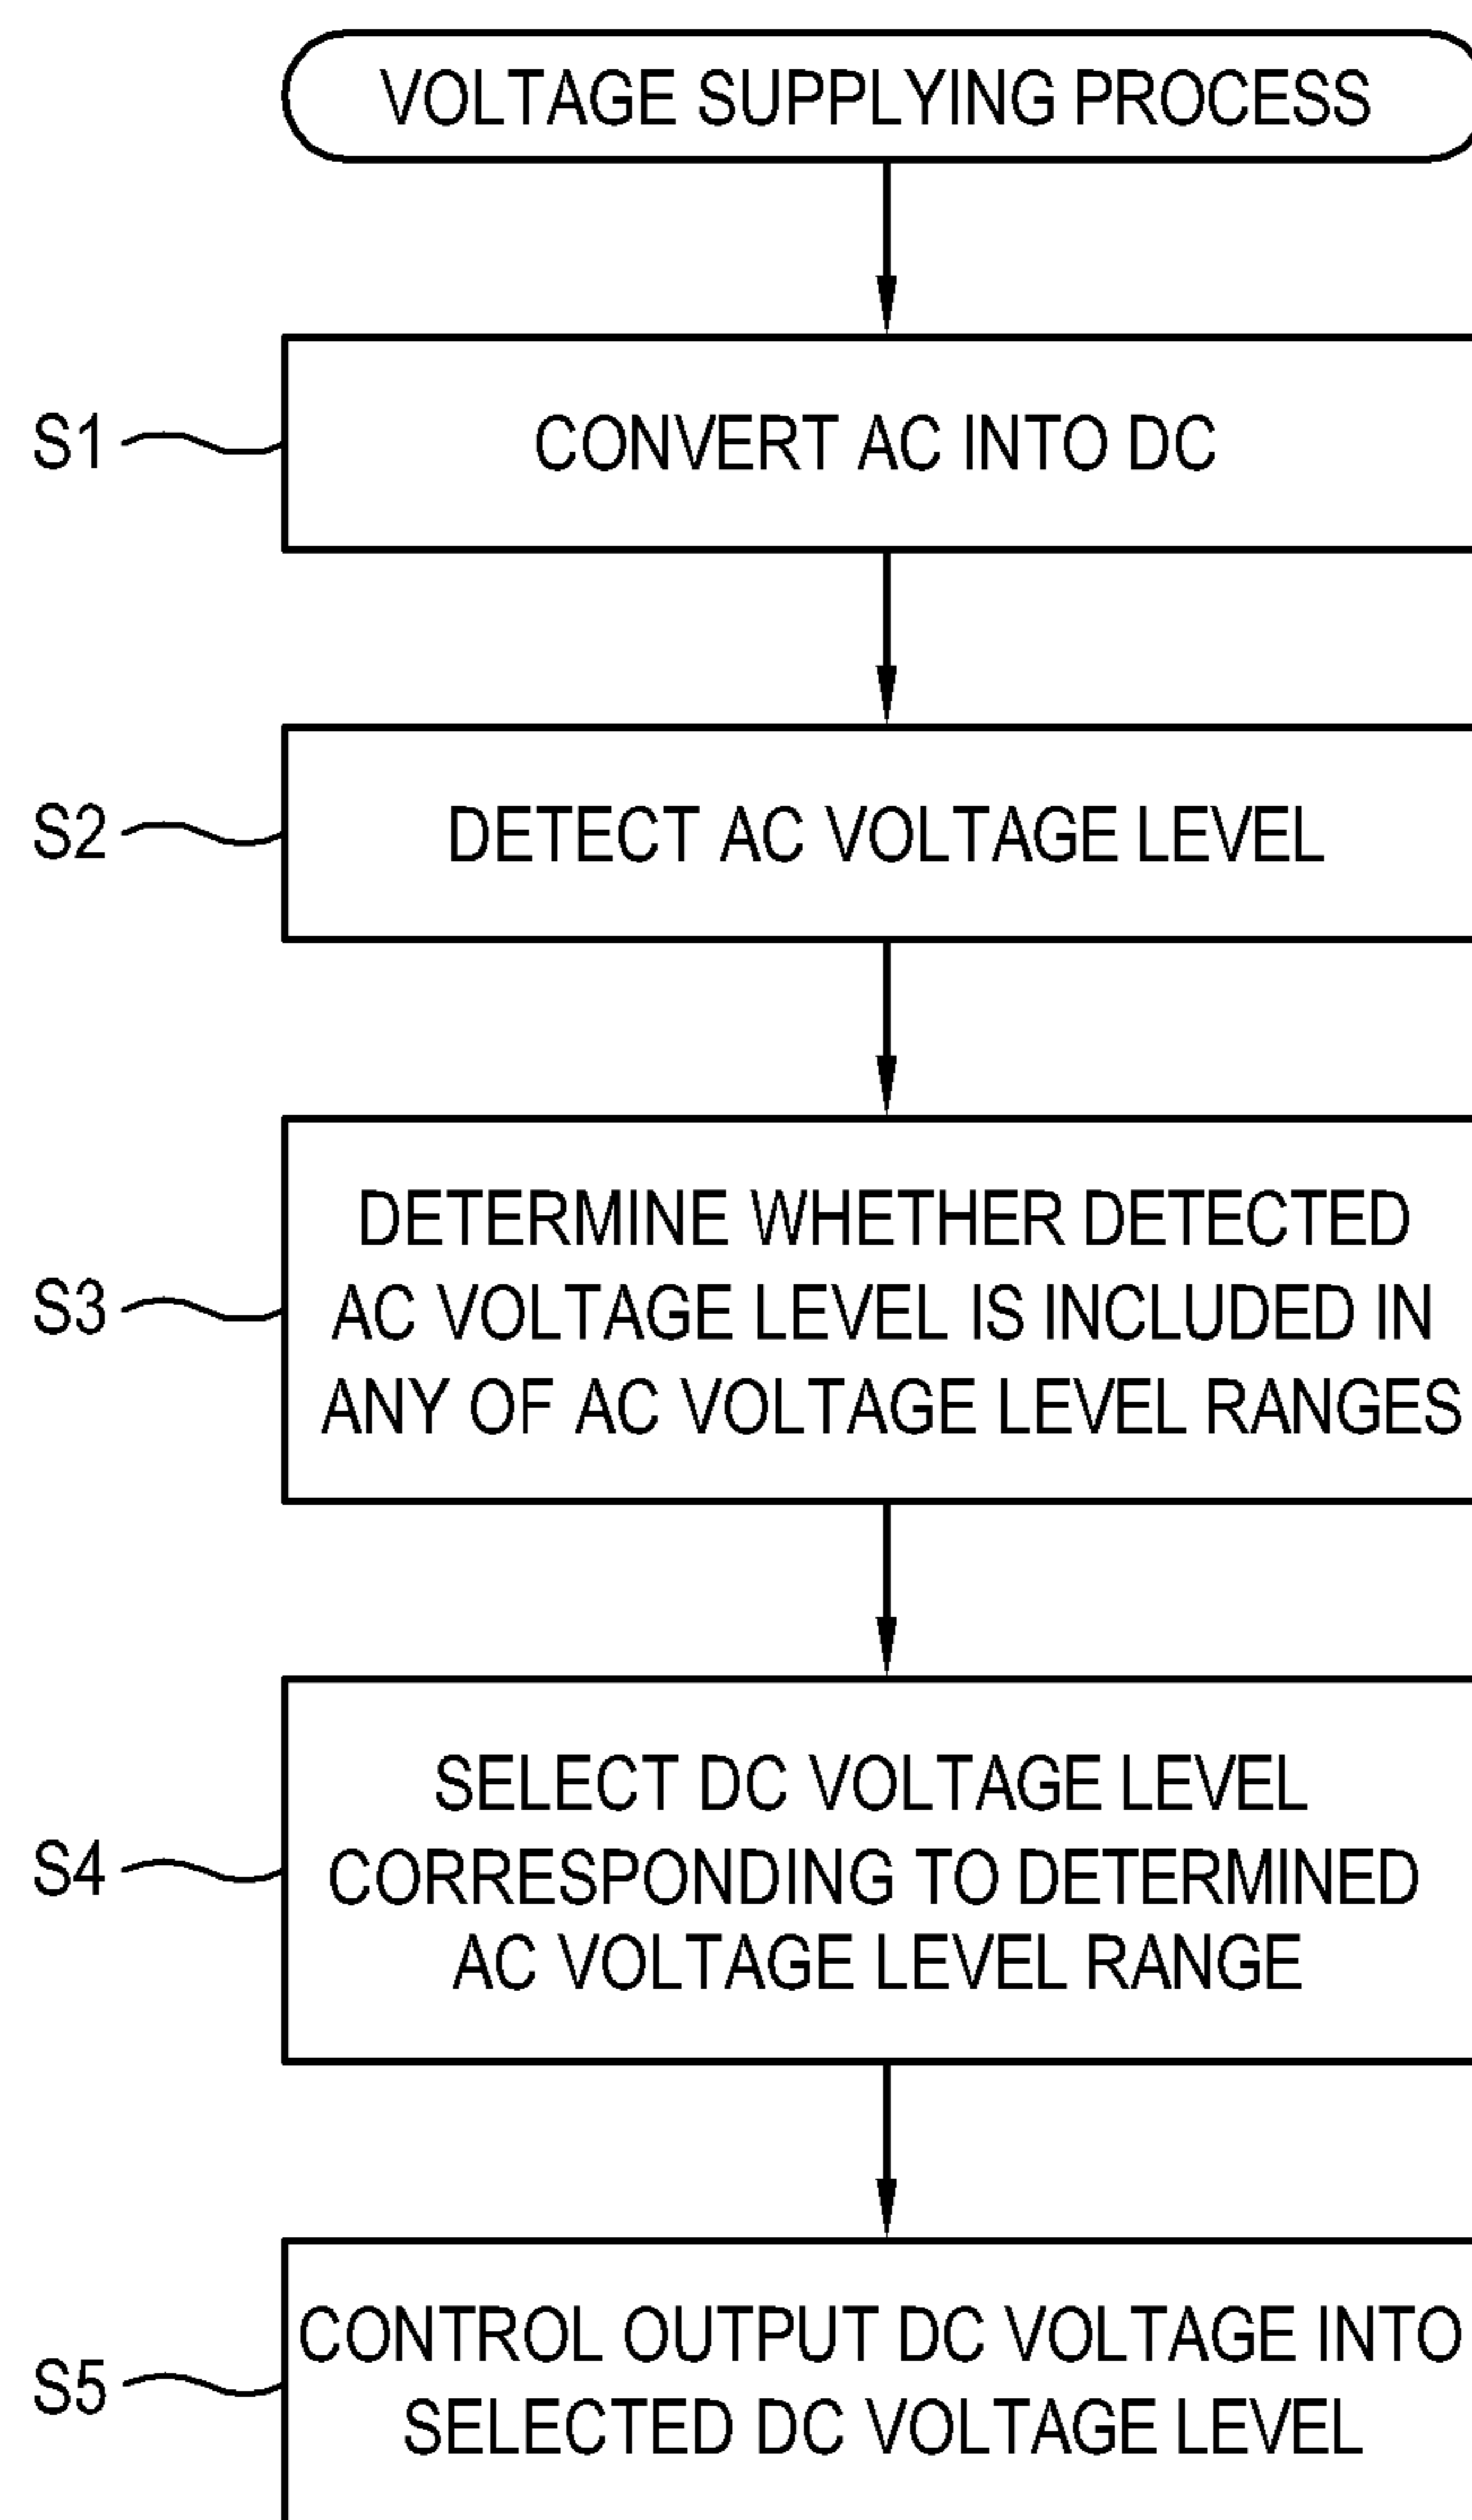 VOLTAGE SUPPLYING PROCESS
S1
CONVERT AC INTO DC
S2
DETECT AC VOLTAGE LEVEL
S3
DETERMINE WHETHER DETECTED
AC VOLTAGE LEVEL IS INCLUDED IN
ANY OF AC VOLTAGE LEVEL RANGES
S4
SELECT DC VOLTAGE LEVEL
CORRESPONDING TO DETERMINED
AC VOLTAGE LEVEL RANGE
S5
CONTROL OUTPUT DC VOLTAGE INTO
SELECTED DC VOLTAGE LEVEL